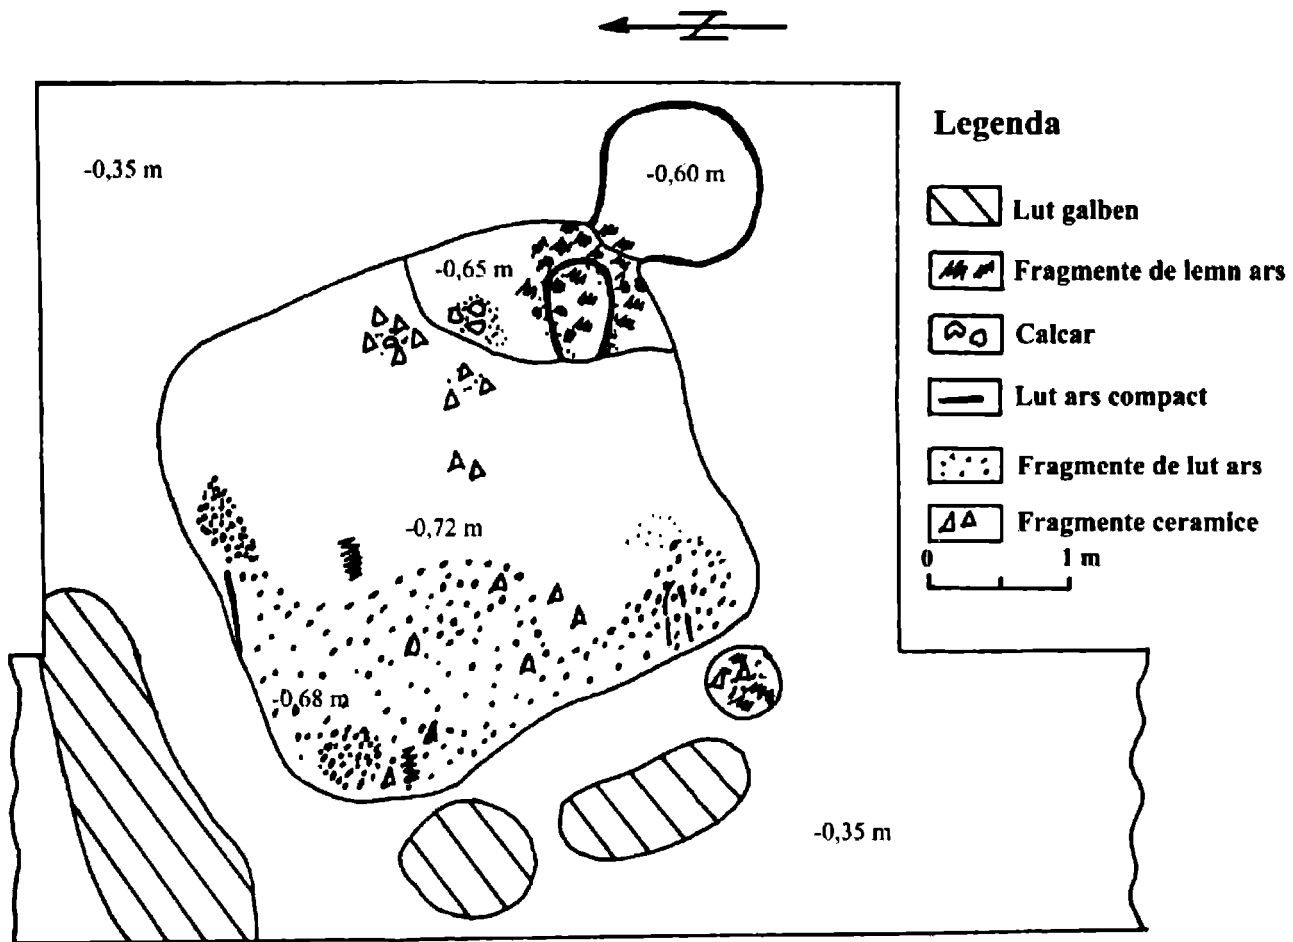 N
-0,35 m
-0,60 m
-0,65 m
-0,72 m
-0,68 m
-0,35 m
Legenda
Lut galben
Fragmente de lemn ars
Calcar
Lut ars compact
Fragmente de lut ars
Fragmente ceramice
0 1 m